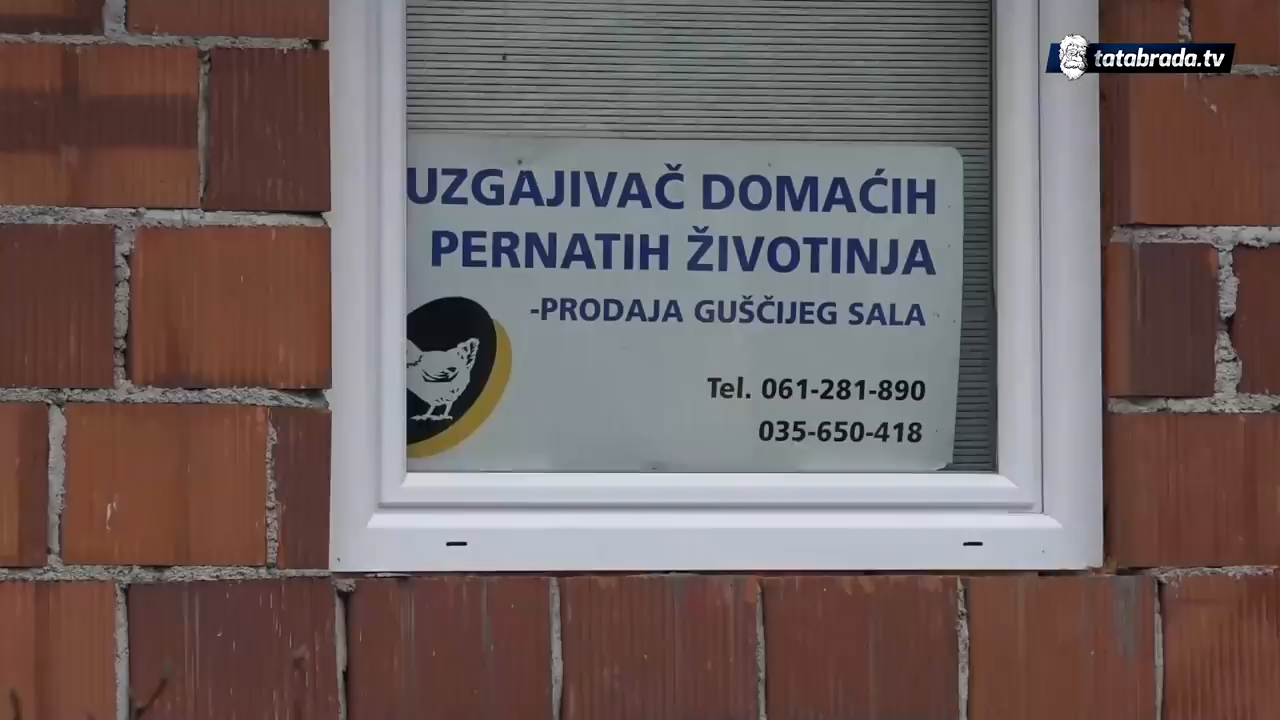 tatabrada.tv
UZGAJIVAČ DOMAĆIH
PERNATIH ŽIVOTINJA
-PRODAJA GUŠČIJEG SALA
Tel. 061-281-890
035-650-418